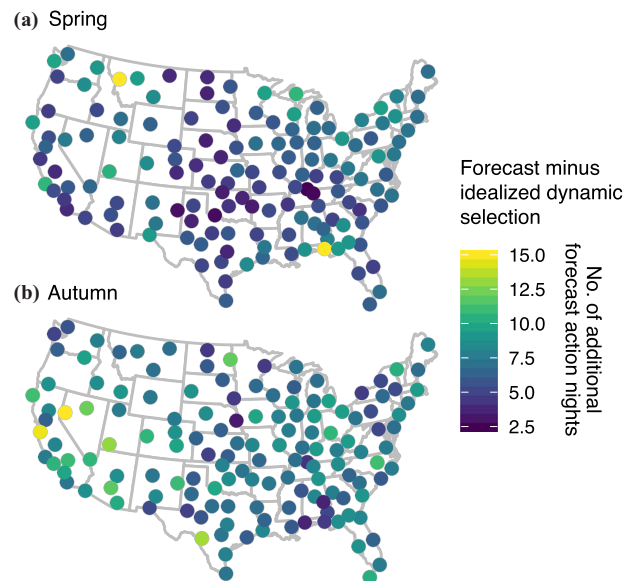 (a) Spring
Forecast minus
idealized dynamic
selection
15.0
12.5
10.0
7.5
5.0
2.5
No. of additional
forecast action nights
(b) Autumn